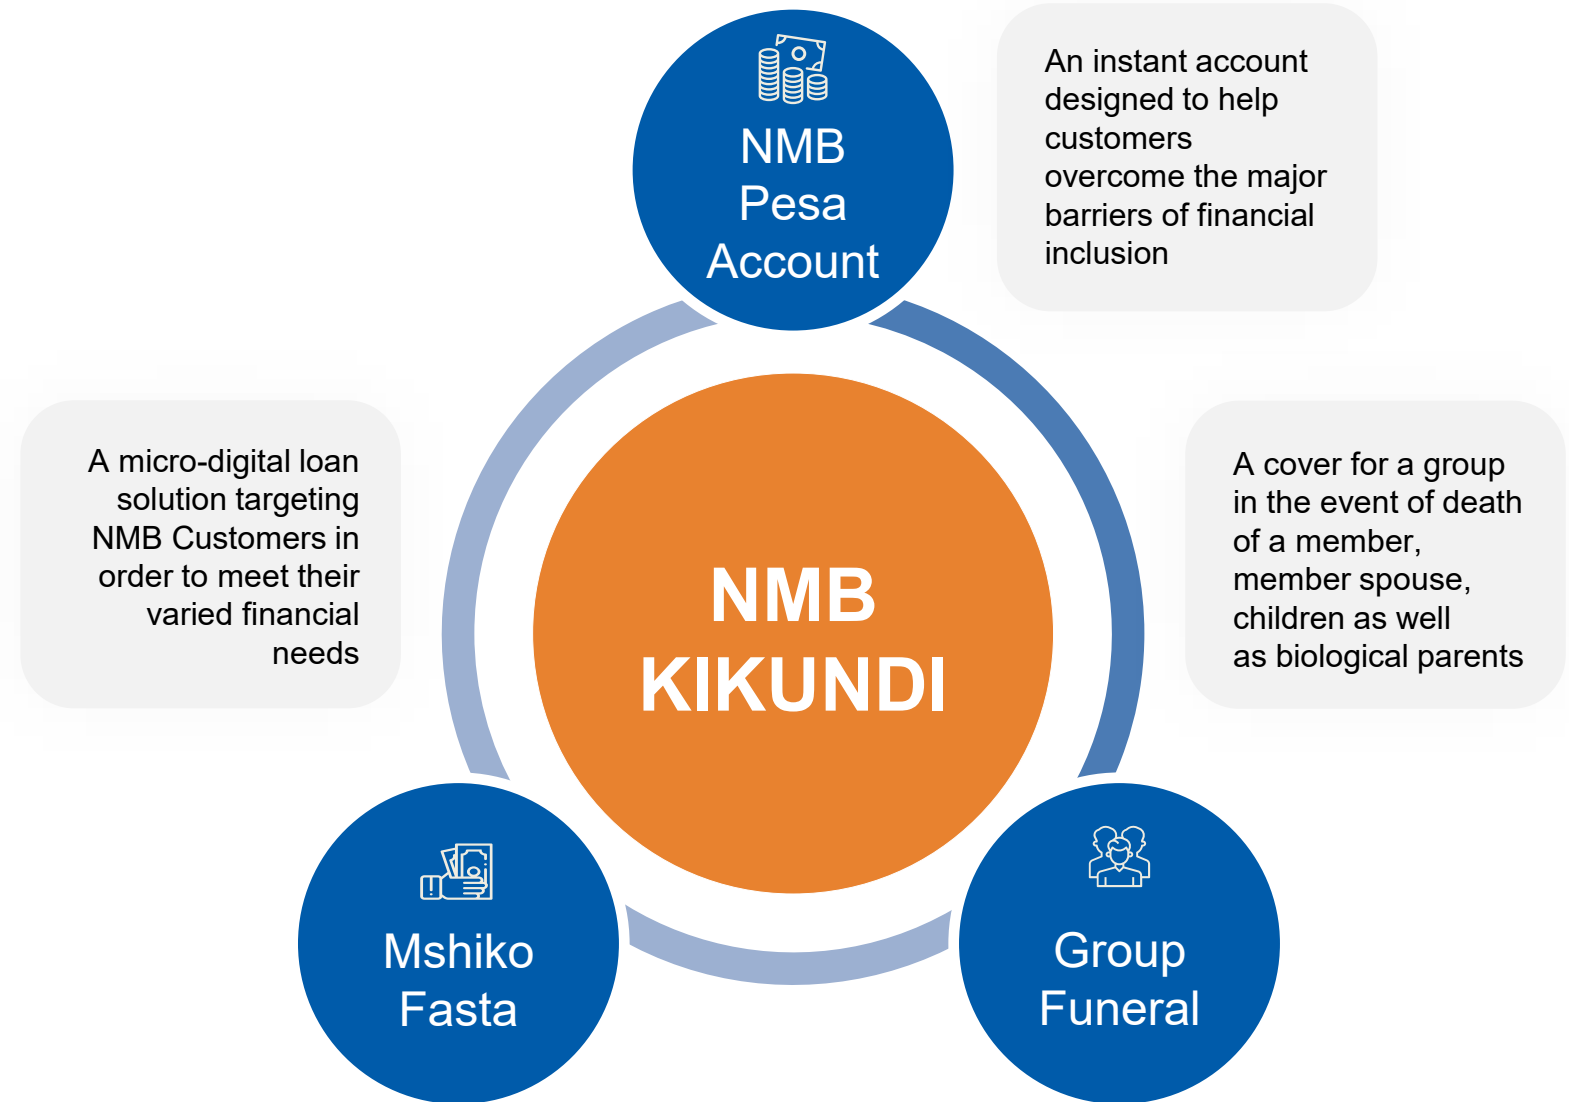 NMB
Pesa
Account
An instant account
designed to help
customers
overcome the major
barriers of financial
inclusion
A micro-digital loan
solution targeting
NMB Customers in
order to meet their
varied financial
needs
NMB
KIKUNDI
A cover for a group
in the event of death
of a member,
member spouse,
children as well
as biological parents
Mshiko
Fasta
Group
Funeral